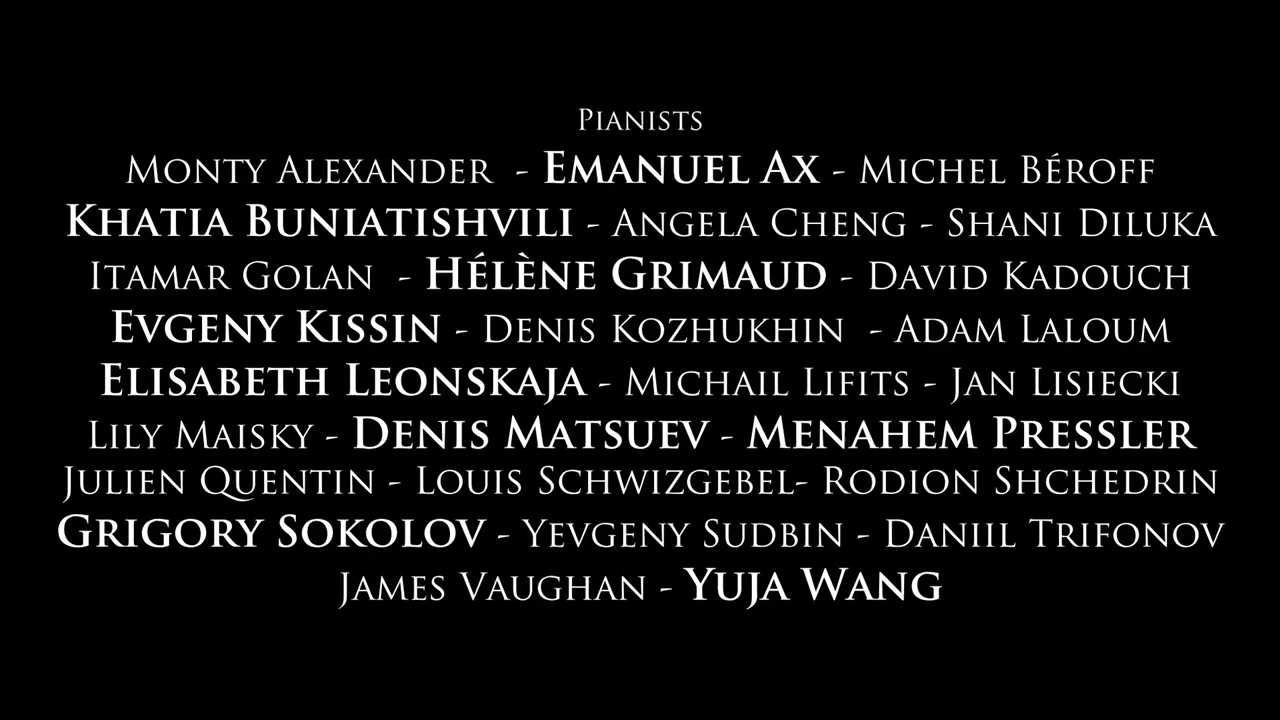 Pianists
Monty Alexander - Emanuel Ax - Michel Béroff
Khatia Buniatishvili - Angela Cheng - Shani Diluka
Itamar Golan - Hélène Grimaud - David Kadouch
Evgeny Kissin - Denis Kozhukhin - Adam Laloum
Elisabeth Leonskaja - Michail Lifits - Jan Lisiecki
Lily Maisky - Denis Matsuev - Menahem Pressler
Julien Quentin - Louis Schwizgebel- Rodion Shchedrin
Grigory Sokolov - Yevgeny Sudbin - Daniil Trifonov
James Vaughan - Yuja Wang